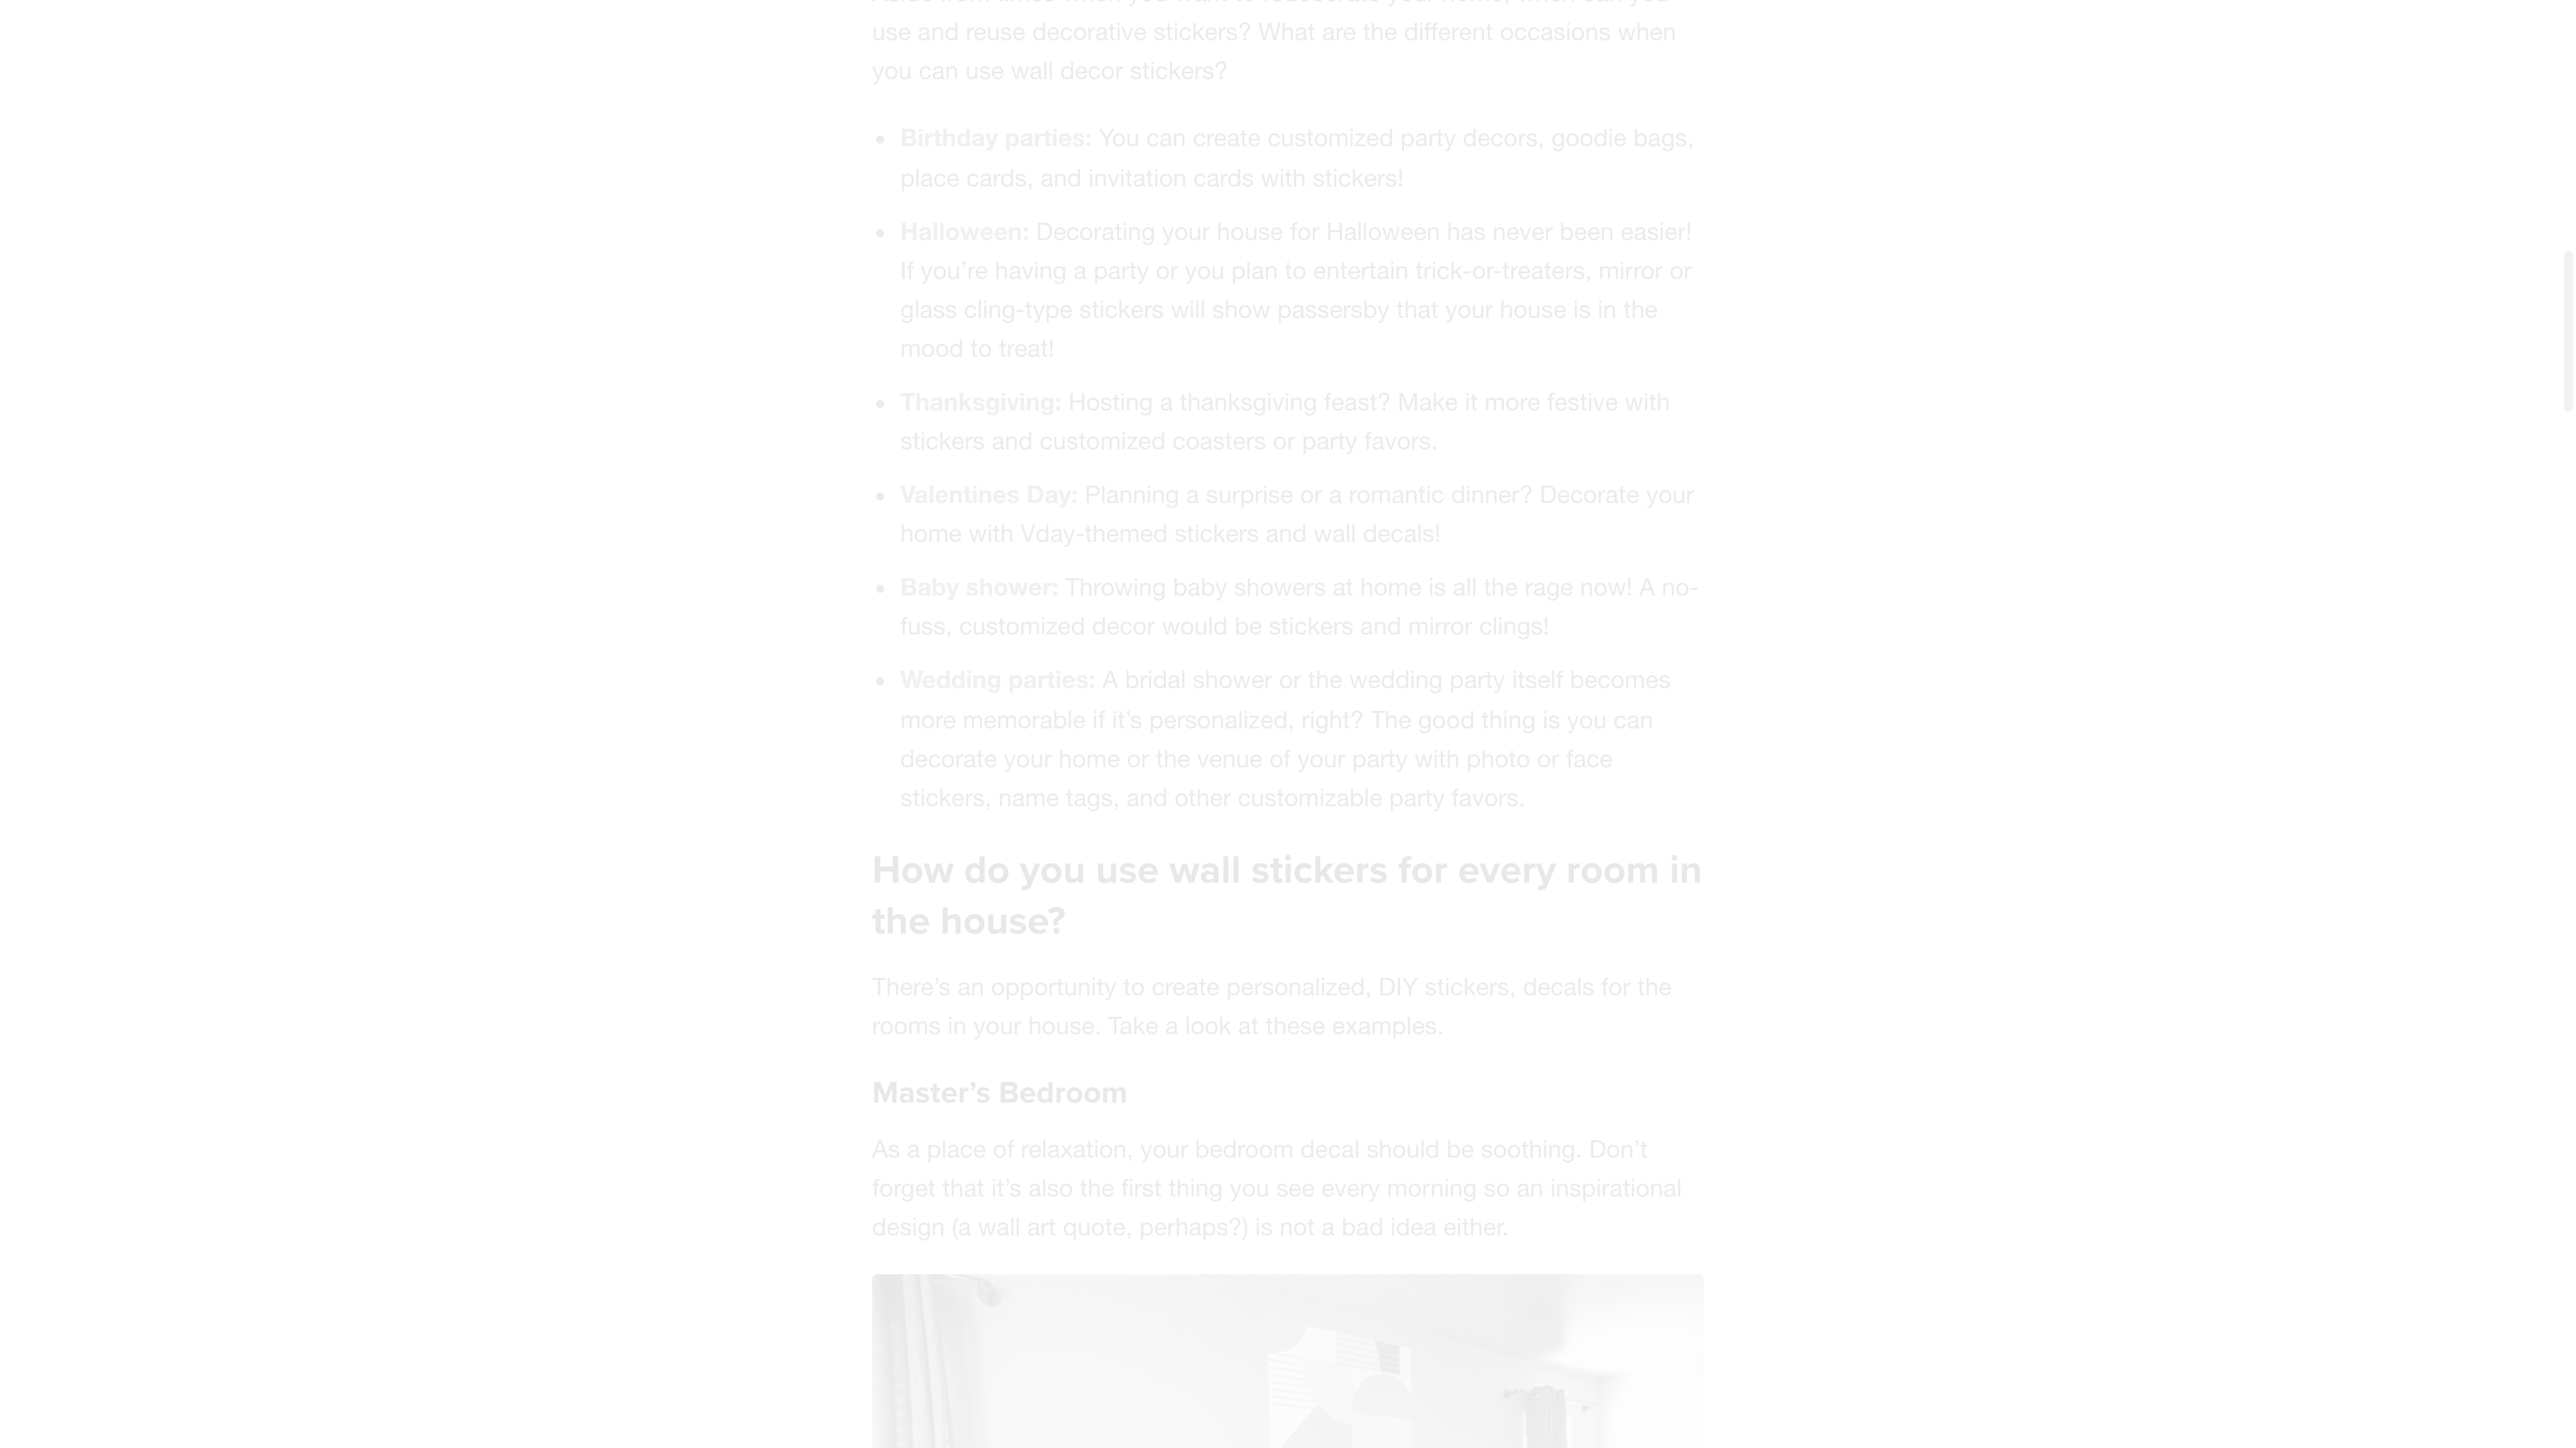 use and reuse decorative stickers? What are the different occasions when
you can use wall decor stickers?
• Birthday parties: You can create customized party decors, goodie bags,
place cards, and invitation cards with stickers!
• Halloween: Decorating your house for Halloween has never been easier!
If you’re having a party or you plan to entertain trick-or-treaters, mirror or
glass cling-type stickers will show passersby that your house is in the
mood to treat!
• Thanksgiving: Hosting a thanksgiving feast? Make it more festive with
stickers and customized coasters or party favors.
• Valentines Day: Planning a surprise or a romantic dinner? Decorate your
home with Vday-themed stickers and wall decals!
• Baby shower: Throwing baby showers at home is all the rage now! A no-
fuss, customized decor would be stickers and mirror clings!
• Wedding parties: A bridal shower or the wedding party itself becomes
more memorable if it’s personalized, right? The good thing is you can
decorate your home or the venue of your party with photo or face
stickers, name tags, and other customizable party favors.
How do you use wall stickers for every room in
the house?
There’s an opportunity to create personalized, DIY stickers, decals for the
rooms in your house. Take a look at these examples.
Master’s Bedroom
As a place of relaxation, your bedroom decal should be soothing. Don’t
forget that it’s also the first thing you see every morning so an inspirational
design (a wall art quote, perhaps?) is not a bad idea either.